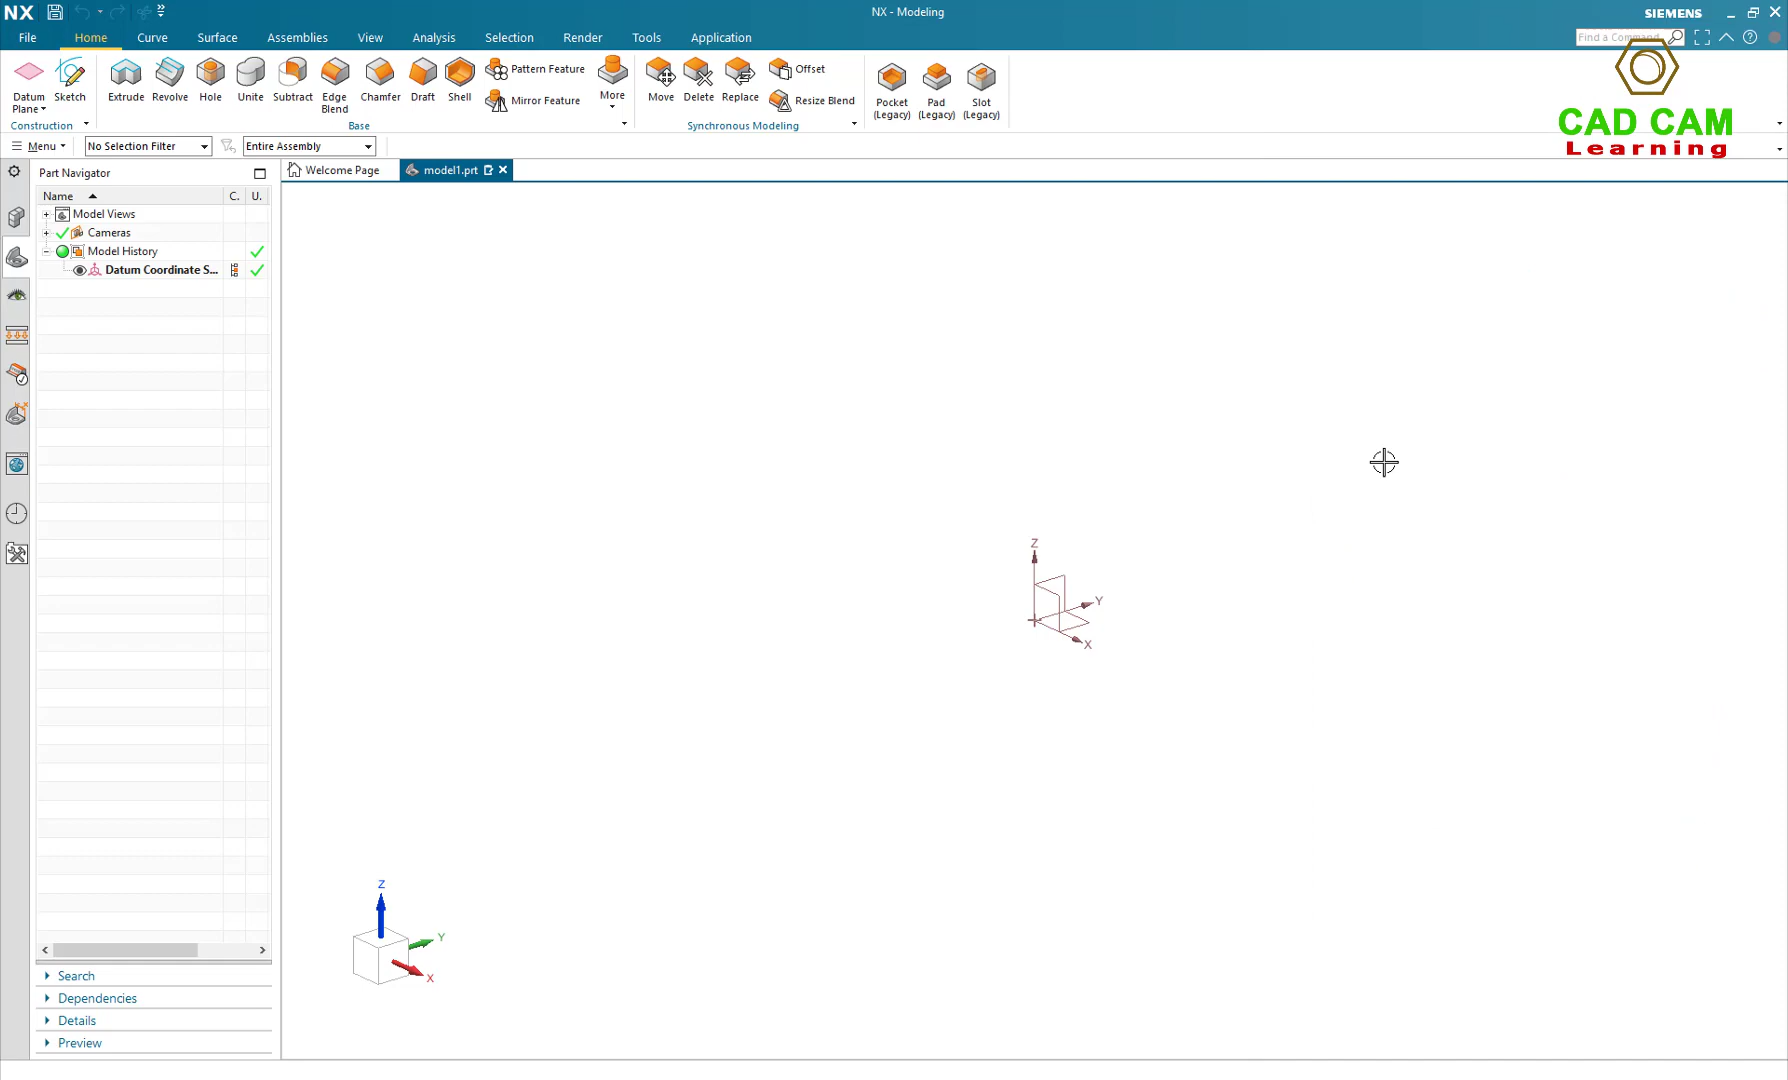 NX
NX - Modeling
SIEMENS
File
Home
Curve
Surface
Assemblies
View
Analysis
Selection
Render
Tools
Application
Find a Command
Datum Plane
Sketch
Extrude
Revolve
Hole
Unite
Subtract
Edge Blend
Chamfer
Draft
Shell
Pattern Feature
Mirror Feature
More
Move
Delete
Replace
Offset
Resize Blend
Pocket (Legacy)
Pad (Legacy)
Slot (Legacy)
Construction
Base
Synchronous Modeling
CAD CAM
Learning
Menu
No Selection Filter
Entire Assembly
Part Navigator
Welcome Page
model1.prt
Name
C.
U.
Model Views
Cameras
Model History
Datum Coordinate S...
Z
Y
X
Z
Y
X
Search
Dependencies
Details
Preview